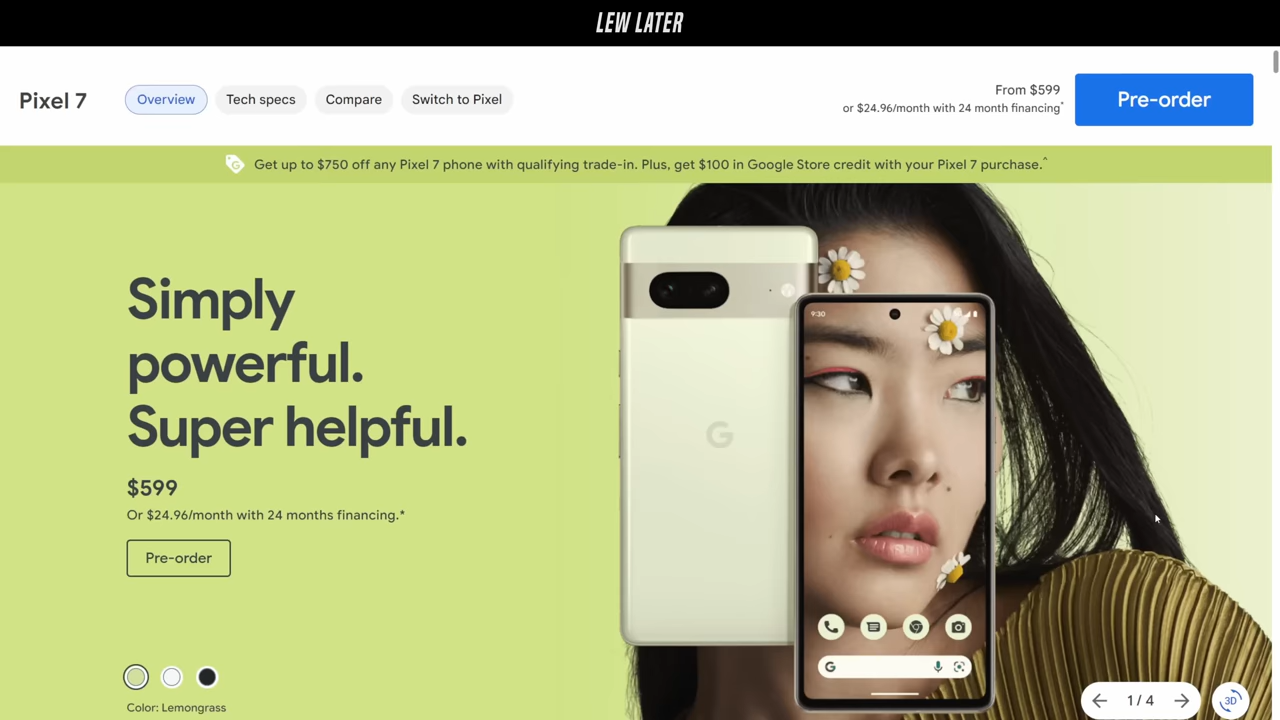 LEW LATER
Pixel 7
Overview
Tech specs
Compare
Switch to Pixel
From $599
or $24.96/month with 24 month financing*
Pre-order
Get up to $750 off any Pixel 7 phone with qualifying trade-in. Plus, get $100 in Google Store credit with your Pixel 7 purchase.^
Simply
powerful.
Super helpful.
$599
Or $24.96/month with 24 months financing.*
Pre-order
Color: Lemongrass
G
9:30
G
1 / 4
3D